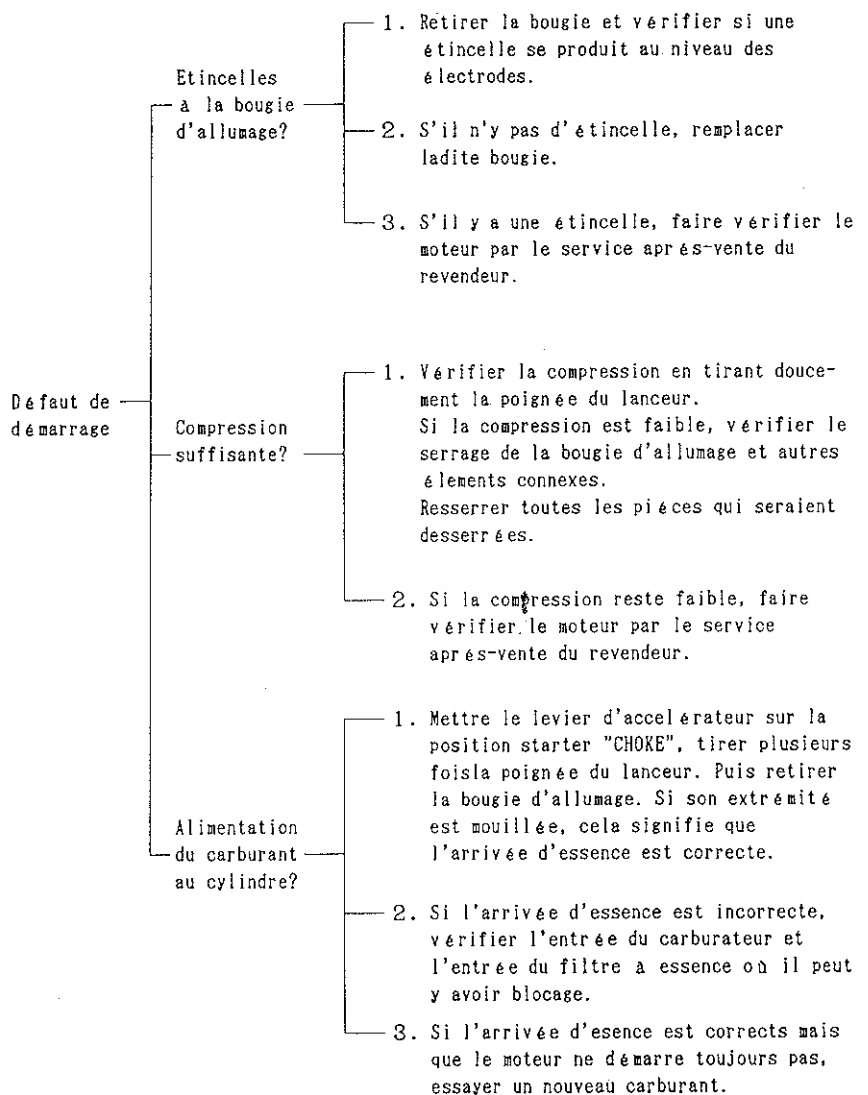 Défaut de
démarrage
Etincelles
à la bougie
d'allumage?
1. Retirer la bougie et vérifier si une
étincelle se produit au niveau des
électrodes.
2. S'il n'y pas d'étincelle, remplacer
ladite bougie.
3. S'il y a une étincelle, faire vérifier le
moteur par le service aprés-vente du
revendeur.
Compression
suffisante?
1. Vérifier la compression en tirant douce-
ment la poignée du lanceur.
Si la compression est faible, vérifier le
serrage de la bougie d'allumage et autres
élements connexes.
Resserrer toutes les piéces qui seraient
desserrées.
2. Si la compression reste faible, faire
vérifier le moteur par le service
aprés-vente du revendeur.
Alimentation
du carburant
au cylindre?
1. Mettre le levier d'accelérateur sur la
position starter "CHOKE", tirer plusieurs
foisla poignée du lanceur. Puis retirer
la bougie d'allumage. Si son extrémité
est mouillée, cela signifie que
l'arrivée d'essence est correcte.
2. Si l'arrivée d'essence est incorrecte,
vérifier l'entrée du carburateur et
l'entrée du filtre à essence où il peut
y avoir blocage.
3. Si l'arrivée d'esence est corrects mais
que le moteur ne démarre toujours pas,
essayer un nouveau carburant.